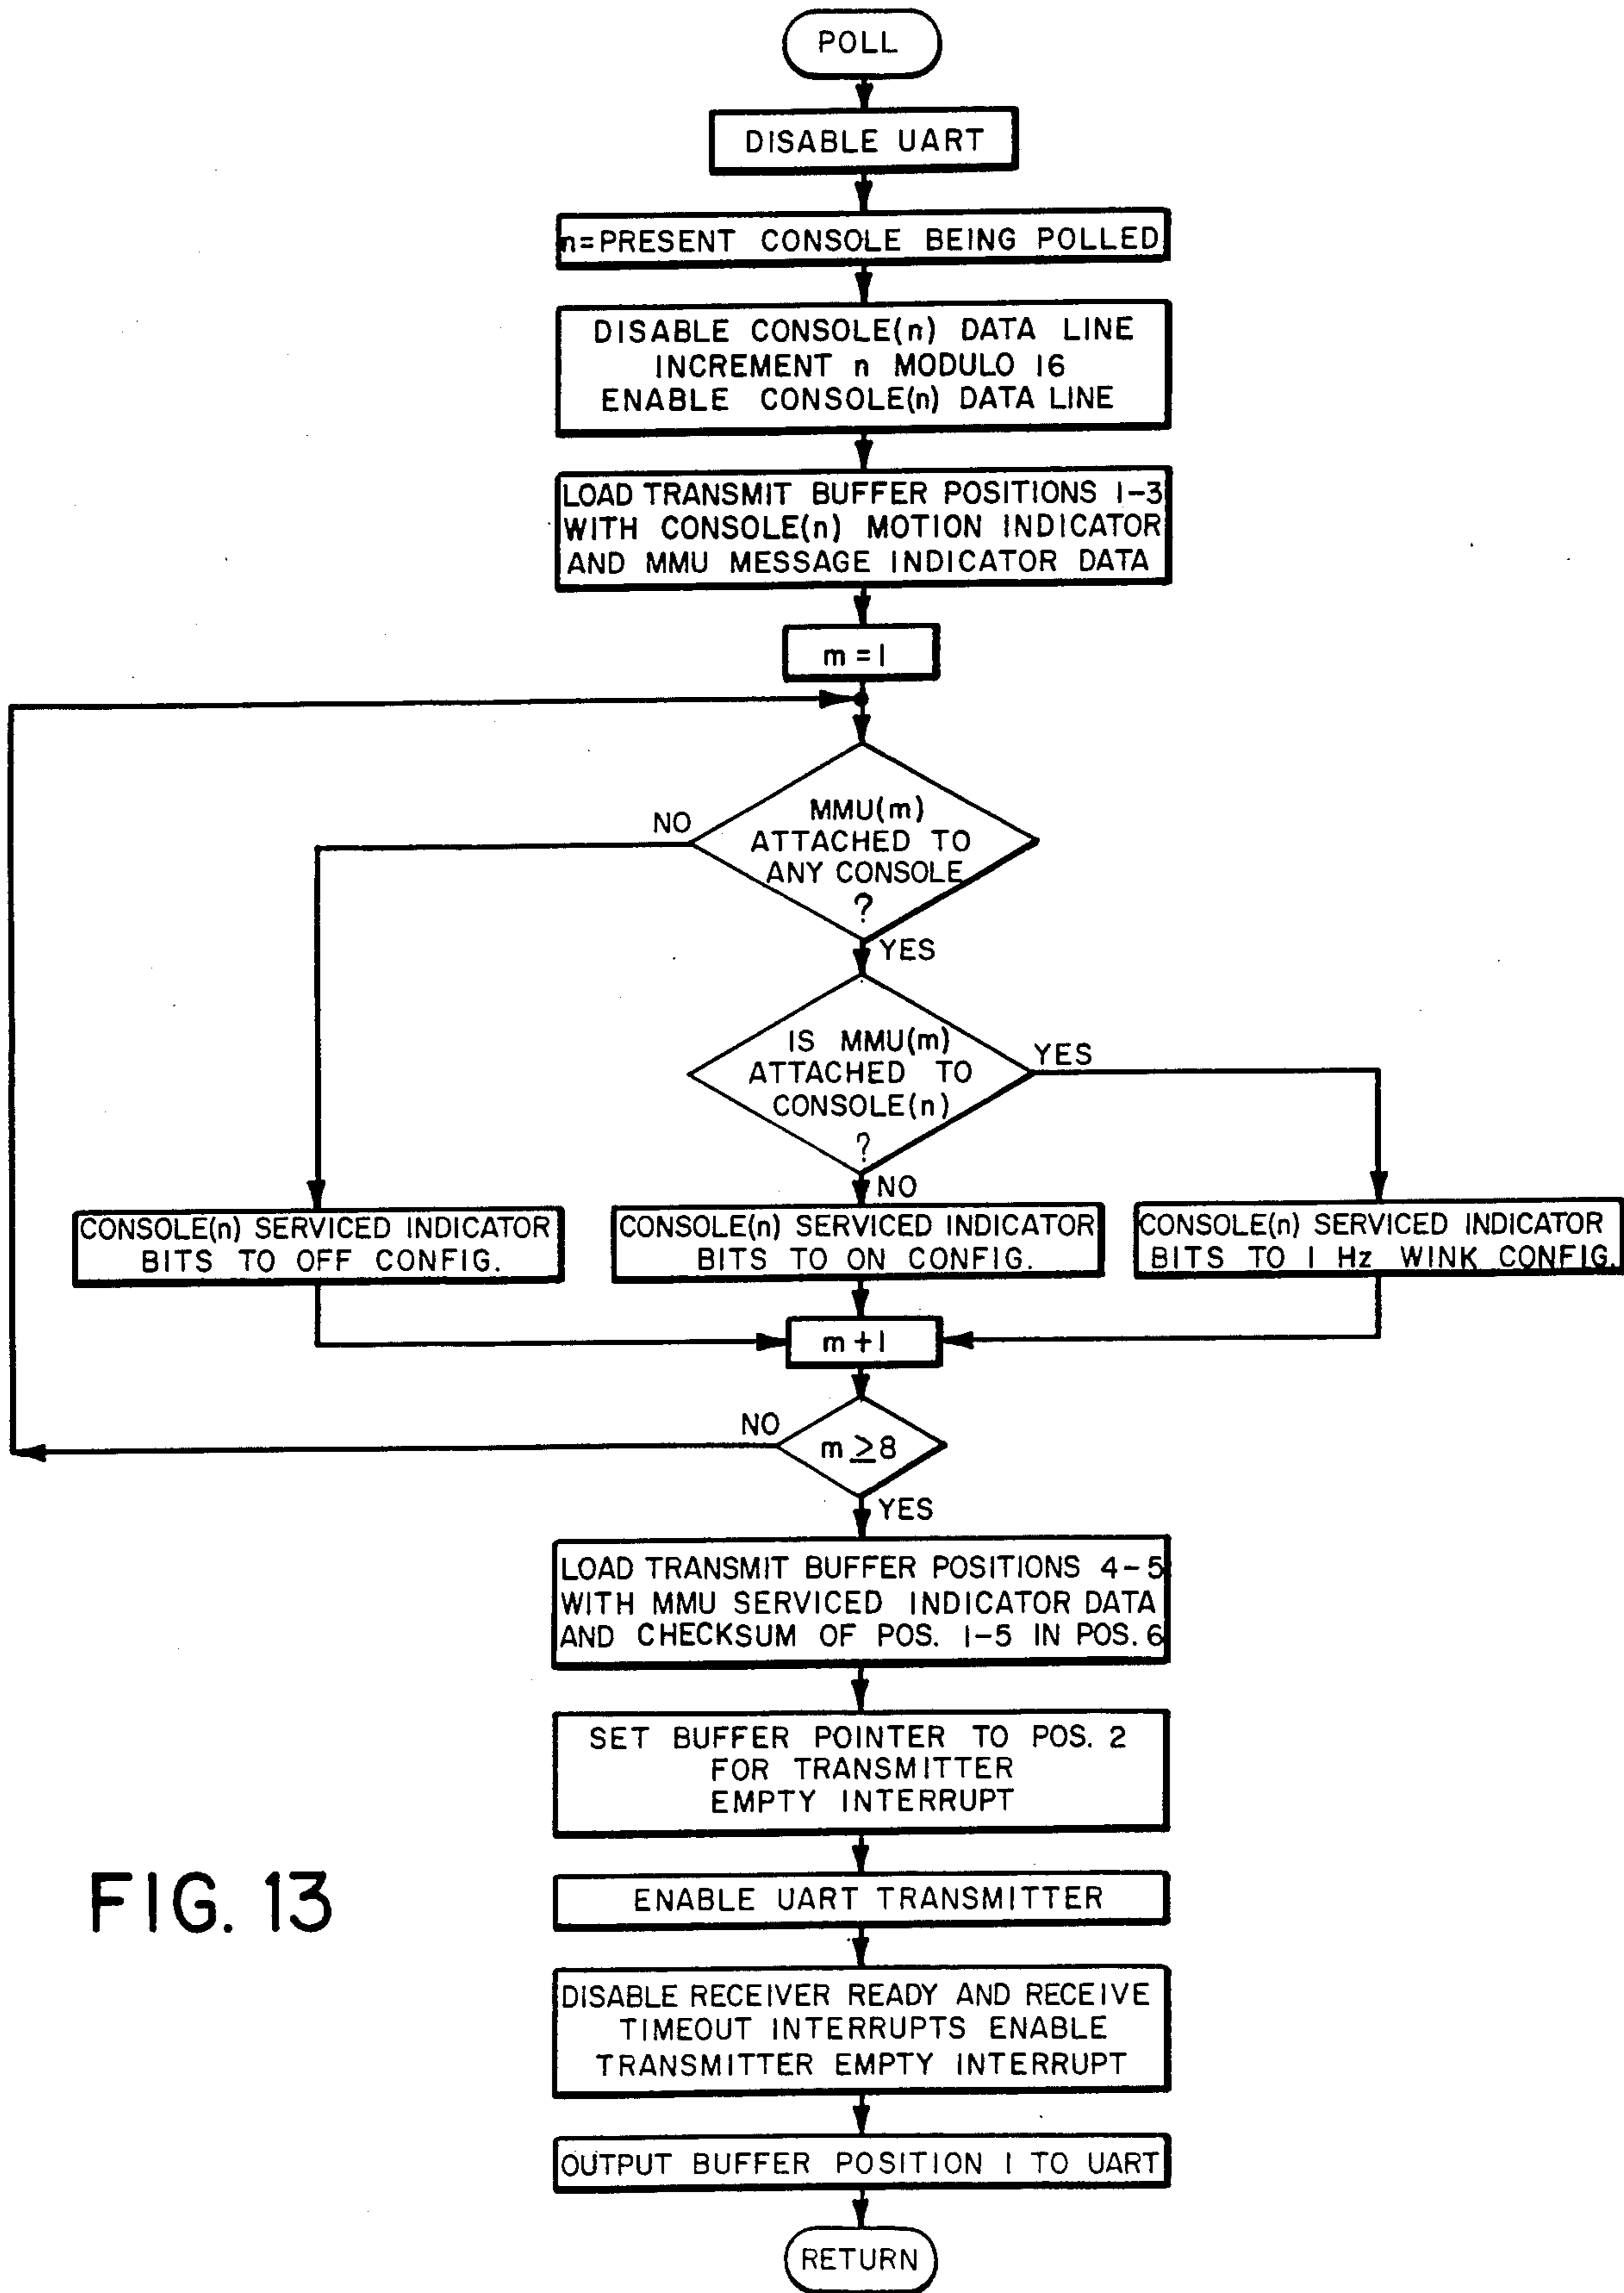 POLL
DISABLE UART
n=PRESENT CONSOLE BEING POLLED
DISABLE CONSOLE(n) DATA LINE
INCREMENT n MODULO 16
ENABLE CONSOLE(n) DATA LINE
LOAD TRANSMIT BUFFER POSITIONS 1-3
WITH CONSOLE(n) MOTION INDICATOR
AND MMU MESSAGE INDICATOR DATA
m=1
NO
MMU(m)
ATTACHED TO
ANY CONSOLE
?
YES
IS MMU(m)
ATTACHED TO
CONSOLE(n)
?
YES
NO
CONSOLE(n) SERVICED INDICATOR
BITS TO OFF CONFIG.
CONSOLE(n) SERVICED INDICATOR
BITS TO ON CONFIG.
CONSOLE(n) SERVICED INDICATOR
BITS TO 1 Hz WINK CONFIG.
m+1
NO
m≥8
YES
LOAD TRANSMIT BUFFER POSITIONS 4-5
WITH MMU SERVICED INDICATOR DATA
AND CHECKSUM OF POS. 1-5 IN POS. 6
SET BUFFER POINTER TO POS. 2
FOR TRANSMITTER
EMPTY INTERRUPT
ENABLE UART TRANSMITTER
DISABLE RECEIVER READY AND RECEIVE
TIMEOUT INTERRUPTS ENABLE
TRANSMITTER EMPTY INTERRUPT
OUTPUT BUFFER POSITION 1 TO UART
RETURN
FIG. 13